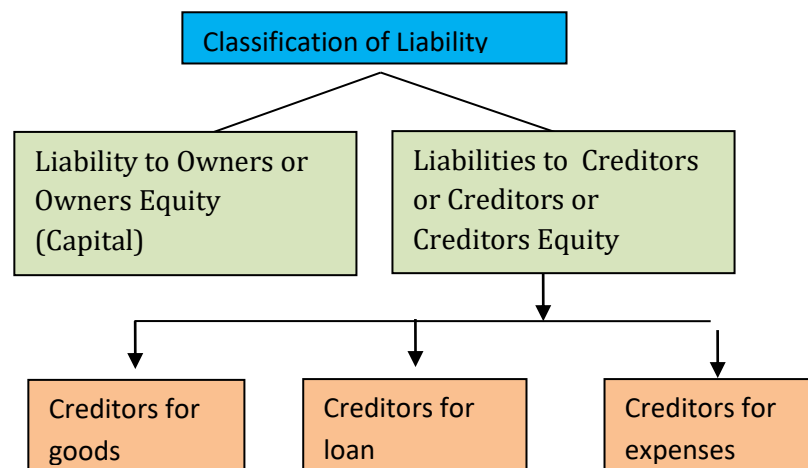 Classification of Liability
Liability to Owners or
Owners Equity
(Capital)
Liabilities to Creditors
or Creditors or
Creditors Equity
Creditors for
goods
Creditors for
loan
Creditors for
expenses